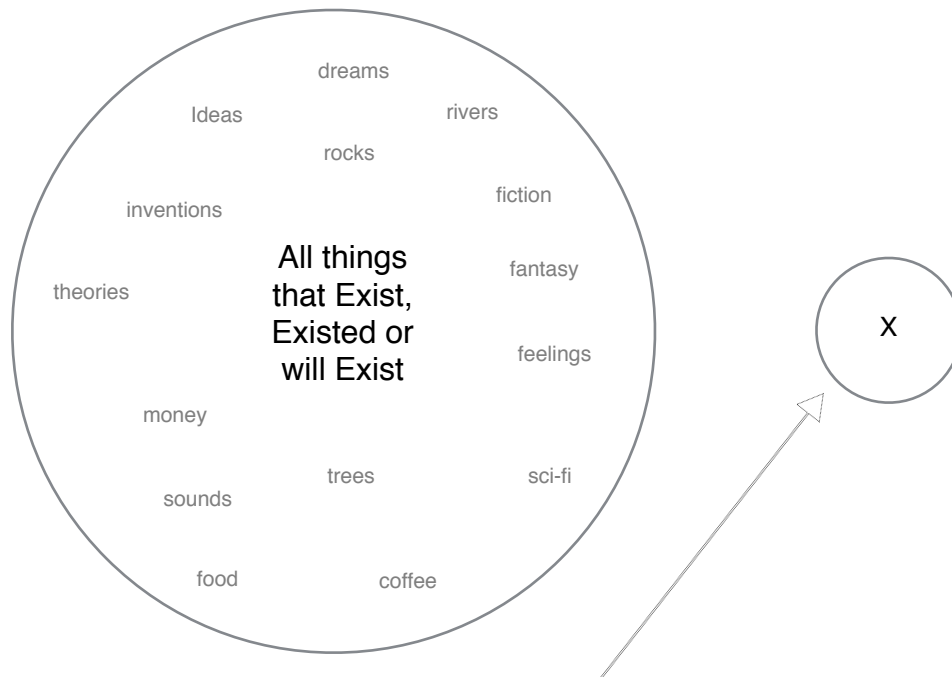 dreams
Ideas
rivers
rocks
fiction
inventions
All things
that Exist,
Existed or
will Exist
fantasy
theories
feelings
money
trees
sci-fi
sounds
food
coffee
X